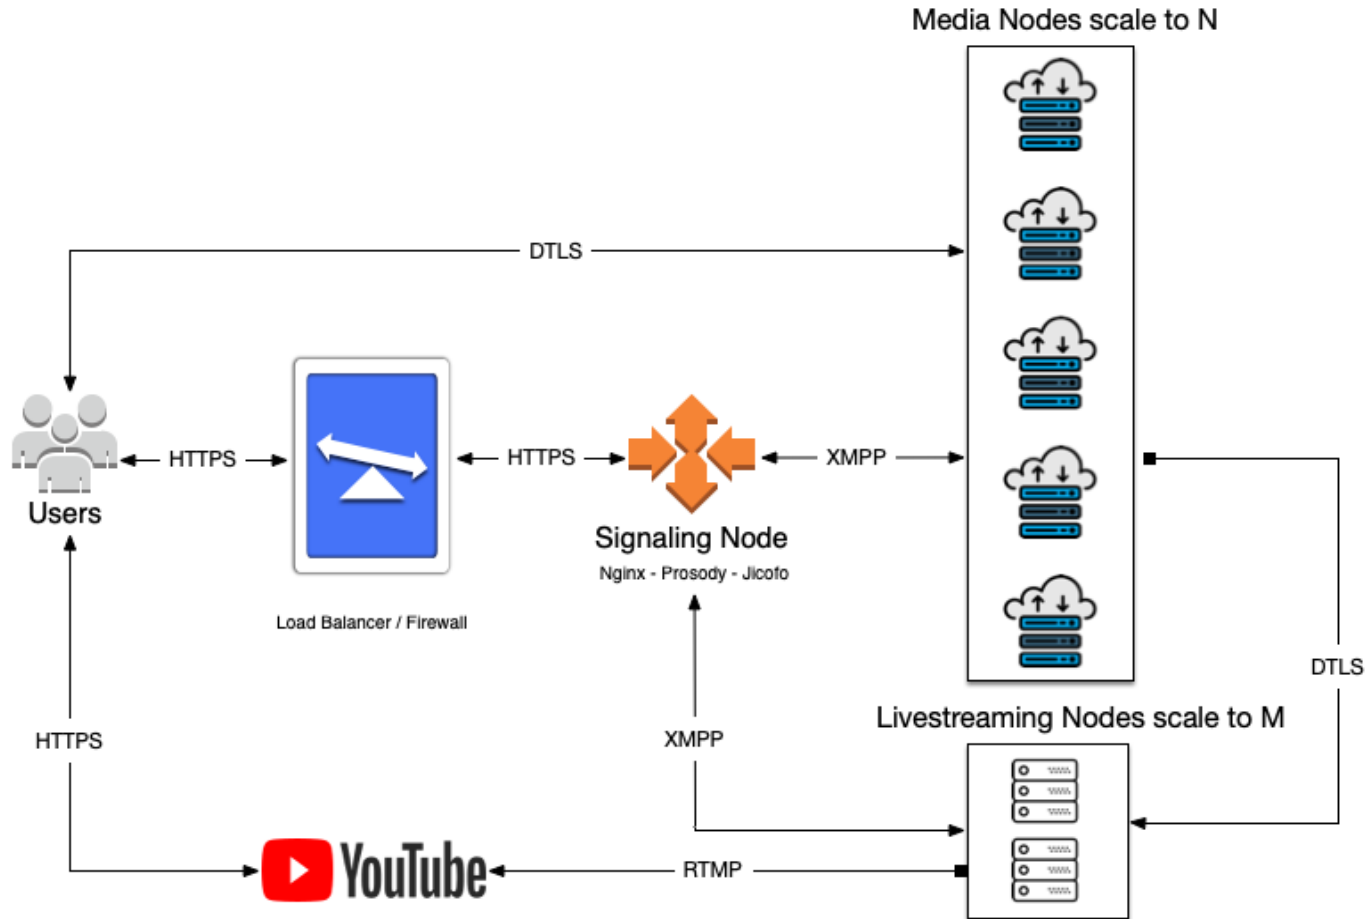 Media Nodes scale to N
DTLS
HTTPS
HTTPS
XMPP
Users
Signaling Node
Nginx - Prosody - Jicofo
Load Balancer / Firewall
DTLS
Livestreaming Nodes scale to M
HTTPS
XMPP
YouTube
RTMP